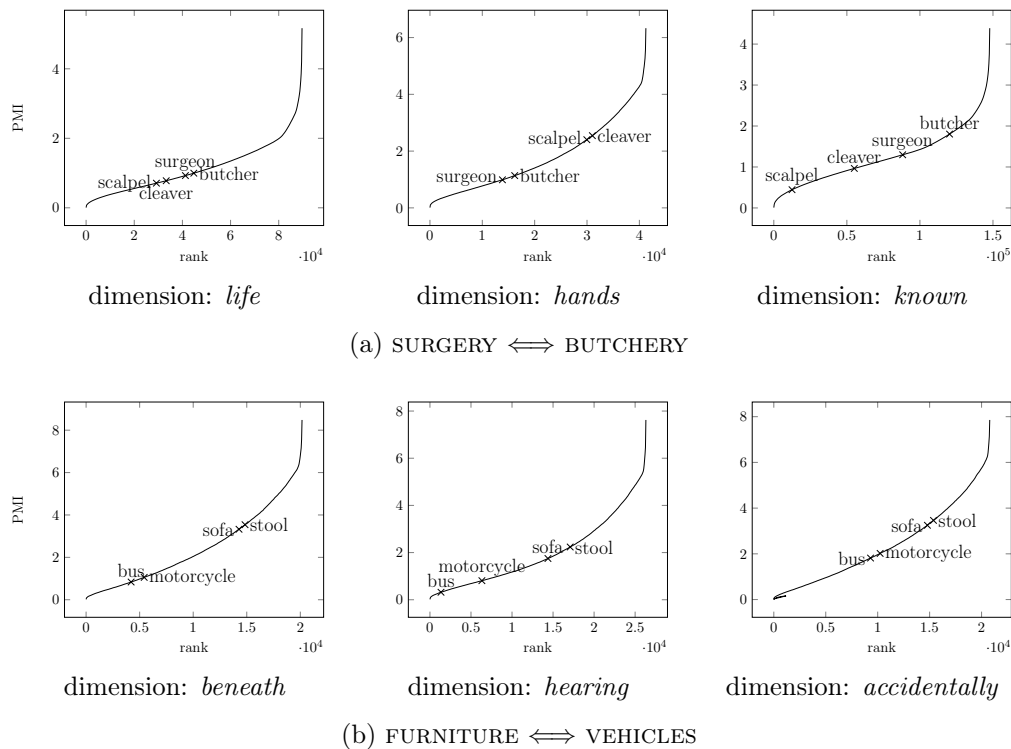 6
4
2
0
PMI
scalpel
surgeon
cleaver
butcher
0 2 4 6 8
rank
·10^4
dimension: life
6
4
2
0
scalpel
cleaver
surgeon
butcher
0 1 2 3 4
rank
·10^4
dimension: hands
4
3
2
1
0
butcher
surgeon
cleaver
scalpel
0 0.5 1 1.5
rank
·10^5
dimension: known
(a) SURGERY ⟺ BUTCHERY
8
6
4
2
0
PMI
sofa
stool
bus
motorcycle
0 0.5 1 1.5 2
rank
·10^4
dimension: beneath
8
6
4
2
0
sofa
stool
motorcycle
bus
0 0.5 1 1.5 2 2.5
rank
·10^4
dimension: hearing
8
6
4
2
0
sofa
stool
bus
motorcycle
0 0.5 1 1.5 2
rank
·10^4
dimension: accidentally
(b) FURNITURE ⟺ VEHICLES